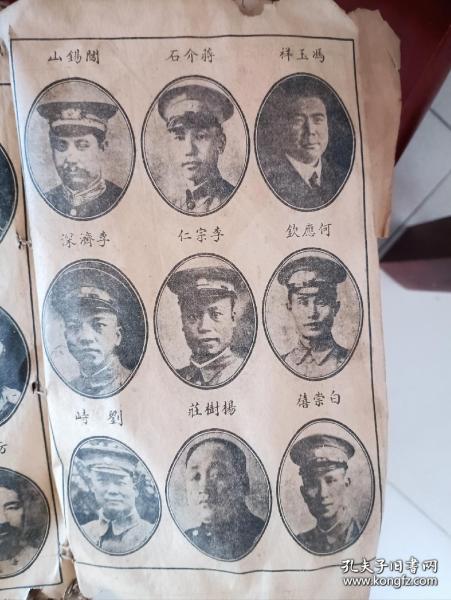 馮玉祥 蔣介石 閻錫山
何應欽 李宗仁 李濟深
白崇禧 楊樹莊 劉峙
孔夫子旧书网
www.kongfz.com